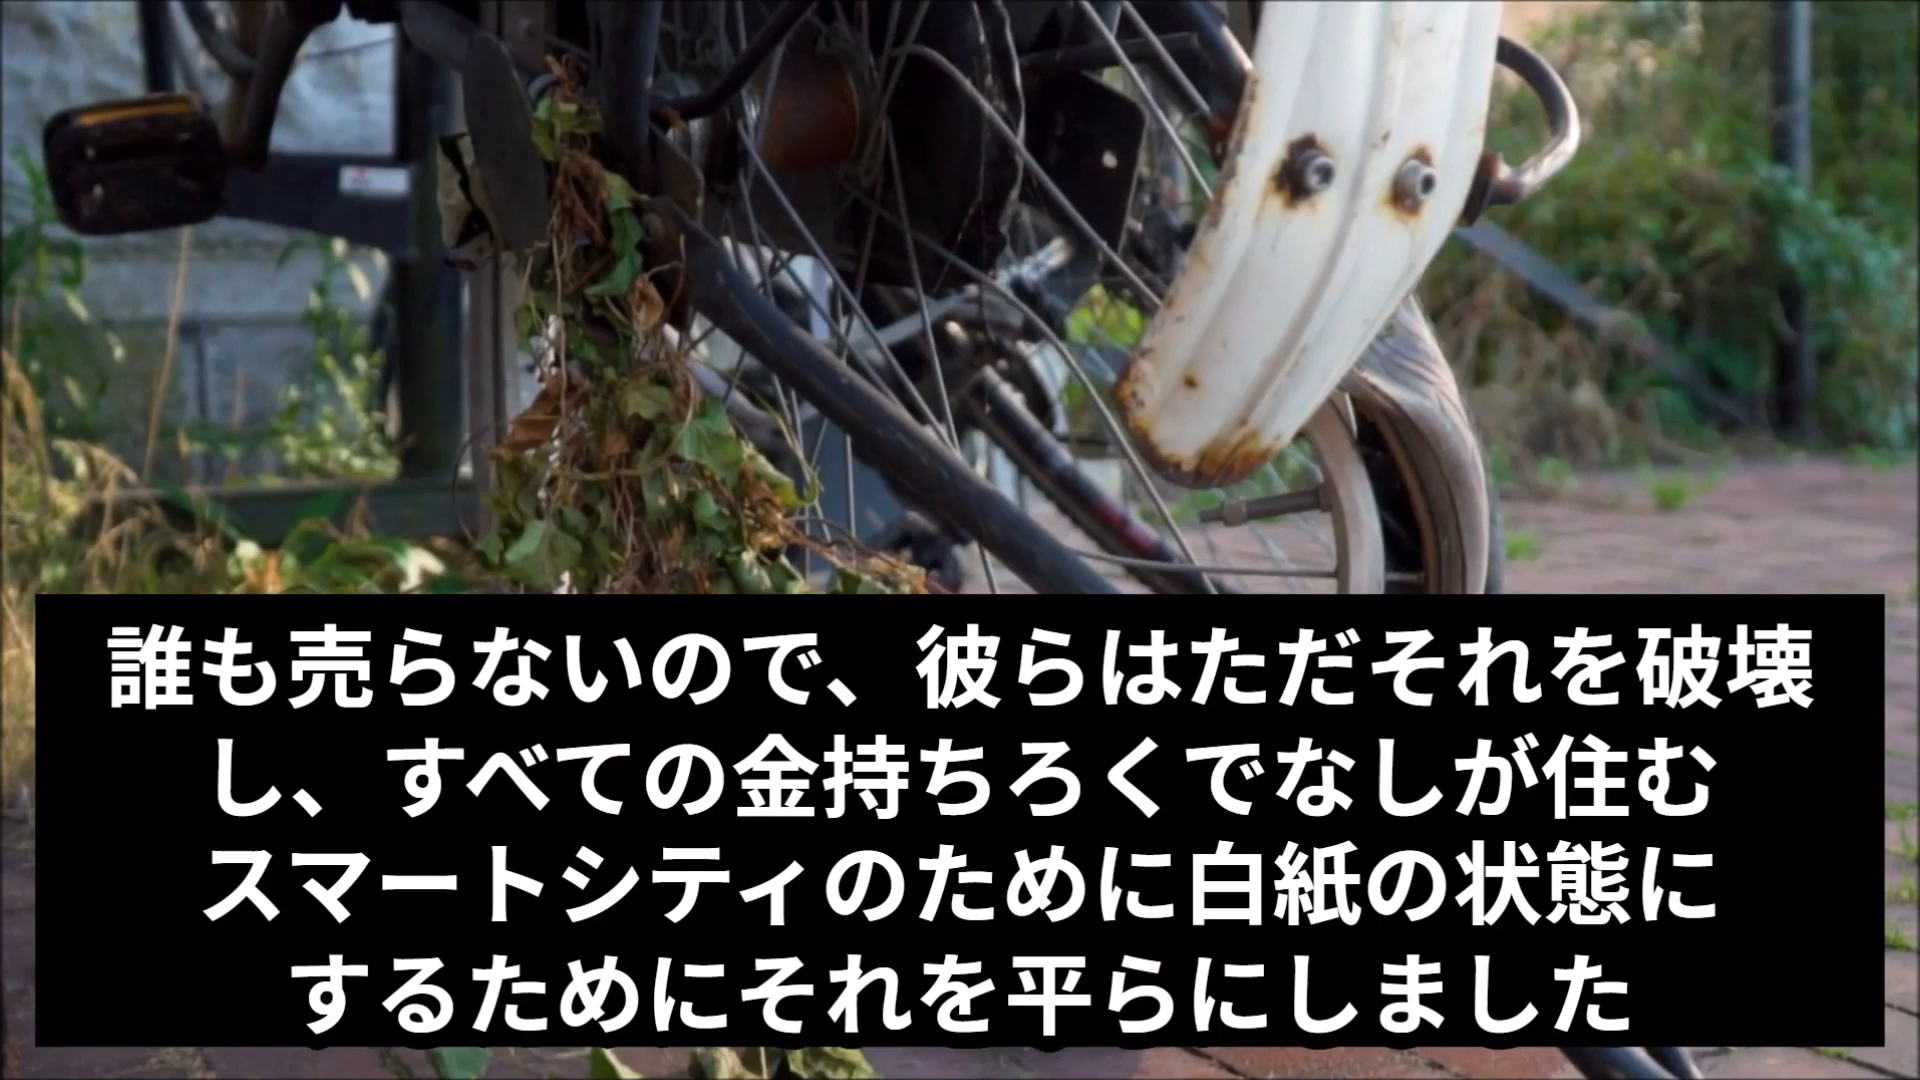 誰も売らないので、彼らはただそれを破壊
し、すべての金持ちろくでなしが住む
スマートシティのために白紙の状態に
するためにそれを平らにしました